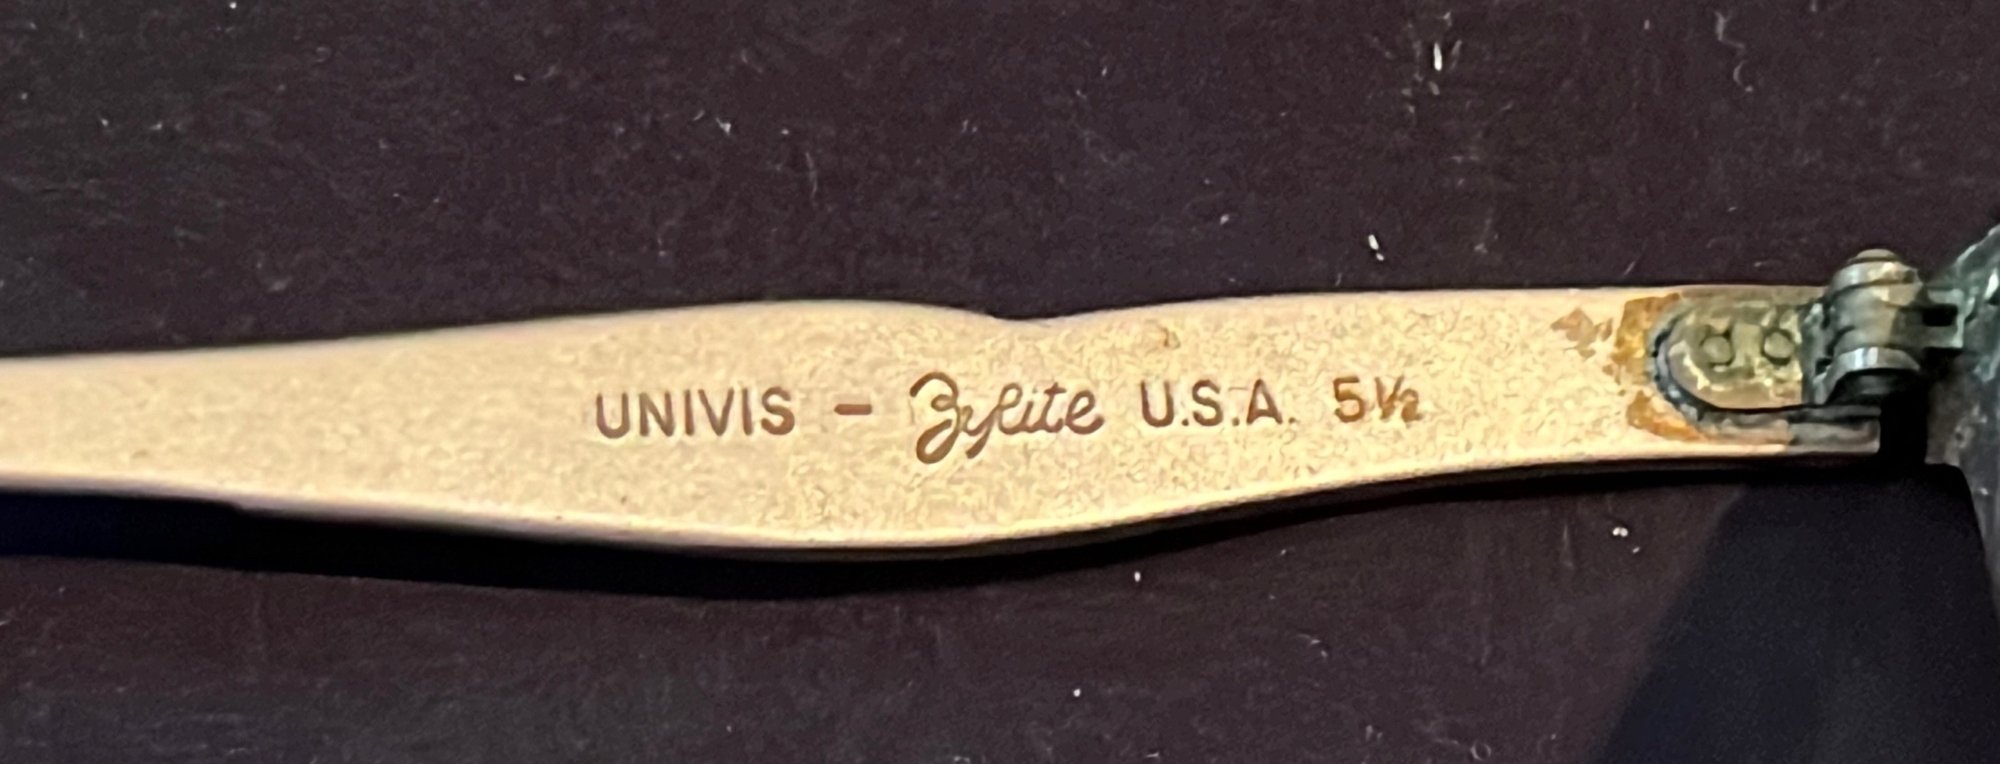 UNIVIS - Zylite U.S.A. 5½